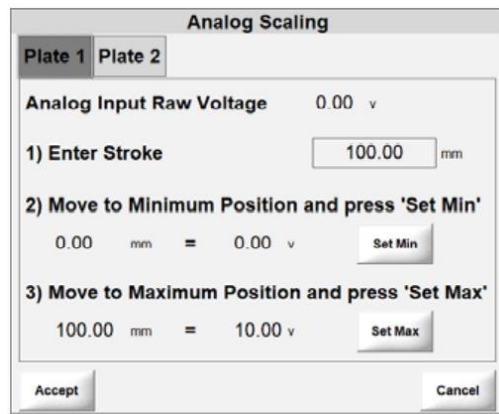 Analog Scaling
Plate 1 Plate 2
Analog Input Raw Voltage 0.00 v
1) Enter Stroke 100.00 mm
2) Move to Minimum Position and press 'Set Min'
0.00 mm = 0.00 v Set Min
3) Move to Maximum Position and press 'Set Max'
100.00 mm = 10.00 v Set Max
Accept Cancel